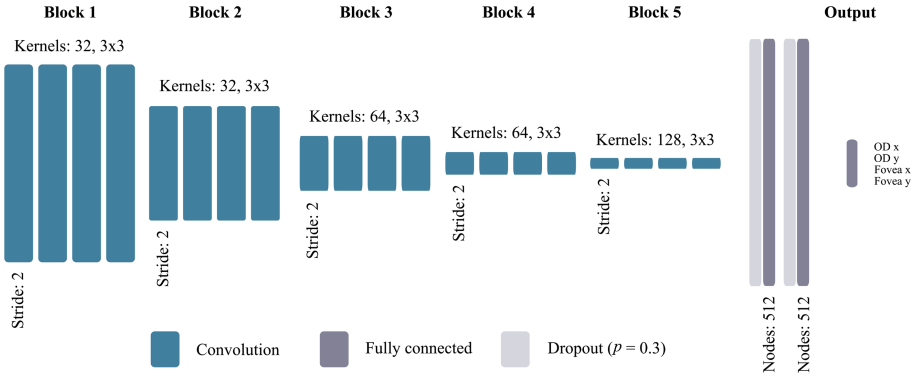 Block 1
Block 2
Block 3
Block 4
Block 5
Output
Kernels: 32, 3x3
Kernels: 32, 3x3
Kernels: 64, 3x3
Kernels: 64, 3x3
Kernels: 128, 3x3
Stride: 2
Stride: 2
Stride: 2
Stride: 2
Stride: 2
Nodes: 512
Nodes: 512
OD x
OD y
Fovea x
Fovea y
Convolution
Fully connected
Dropout (p = 0.3)